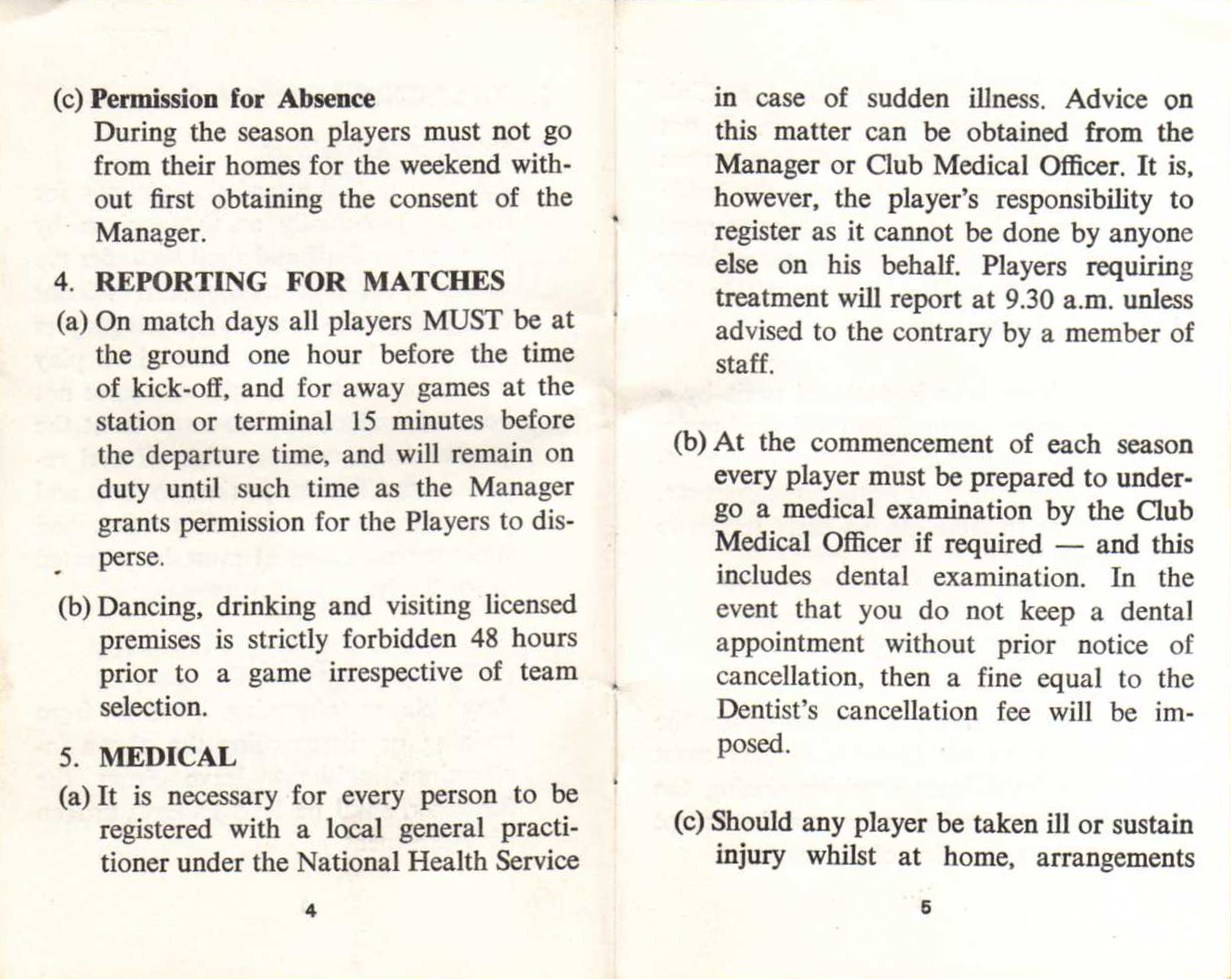 (c) Permission for Absence
During the season players must not go
from their homes for the weekend with-
out first obtaining the consent of the
Manager.
4. REPORTING FOR MATCHES
(a) On match days all players MUST be at
the ground one hour before the time
of kick-off, and for away games at the
station or terminal 15 minutes before
the departure time, and will remain on
duty until such time as the Manager
grants permission for the Players to dis-
perse.
(b) Dancing, drinking and visiting licensed
premises is strictly forbidden 48 hours
prior to a game irrespective of team
selection.
5. MEDICAL
(a) It is necessary for every person to be
registered with a local general practi-
tioner under the National Health Service
4
in case of sudden illness. Advice on
this matter can be obtained from the
Manager or Club Medical Officer. It is,
however, the player's responsibility to
register as it cannot be done by anyone
else on his behalf. Players requiring
treatment will report at 9.30 a.m. unless
advised to the contrary by a member of
staff.
(b) At the commencement of each season
every player must be prepared to under-
go a medical examination by the Club
Medical Officer if required — and this
includes dental examination. In the
event that you do not keep a dental
appointment without prior notice of
cancellation, then a fine equal to the
Dentist's cancellation fee will be im-
posed.
(c) Should any player be taken ill or sustain
injury whilst at home, arrangements
5